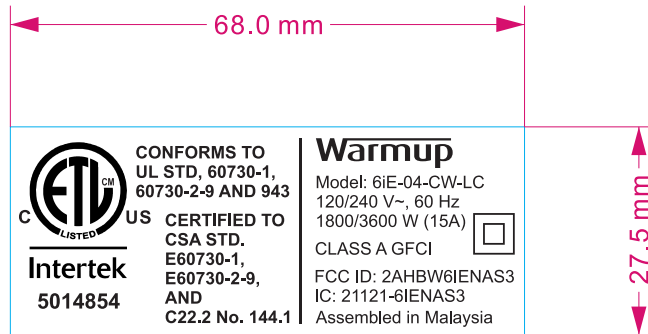 68.0 mm
CONFORMS TO
UL STD, 60730-1,
60730-2-9 AND 943
ETL
CM
C
US
LISTED
Intertek
5014854
CERTIFIED TO
CSA STD.
E60730-1,
E60730-2-9,
AND
C22.2 No. 144.1
Warmup
Model: 6iE-04-CW-LC
120/240 V~, 60 Hz
1800/3600 W (15A)
CLASS A GFCI
FCC ID: 2AHBW6IENAS3
IC: 21121-6IENAS3
Assembled in Malaysia
27.5 mm